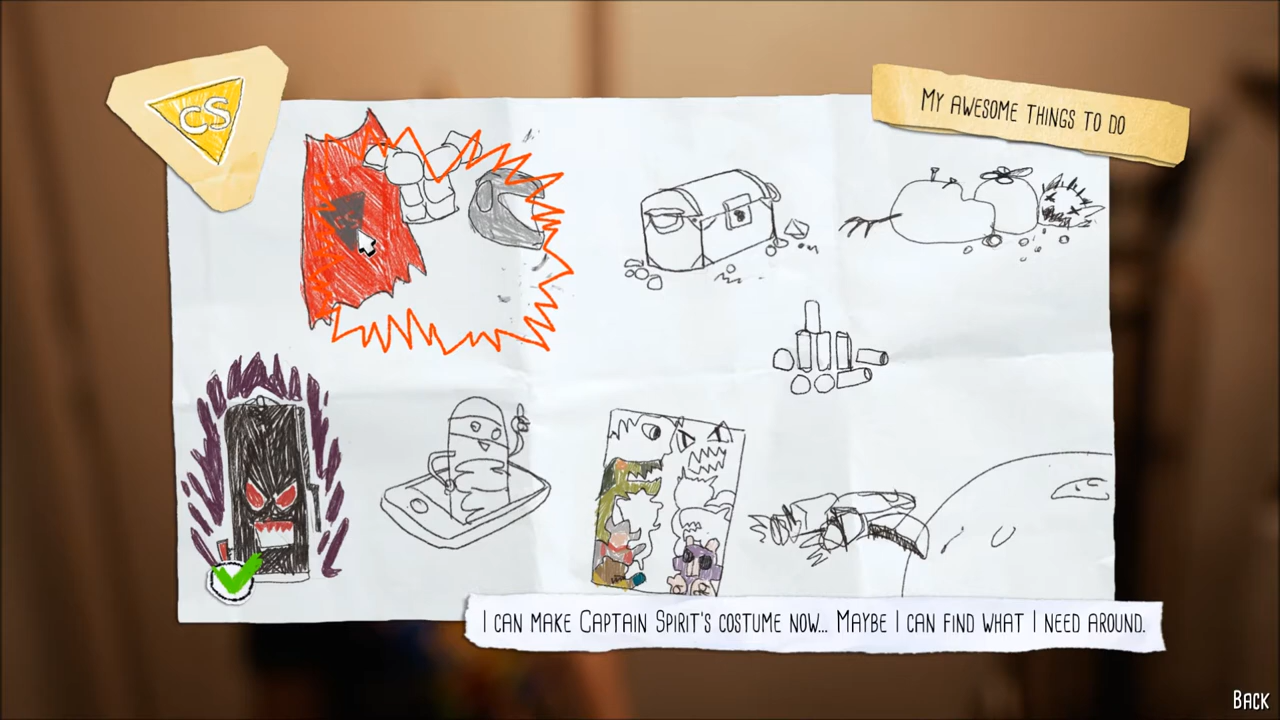 CS
MY AWESOME THINGS TO DO
I CAN MAKE CAPTAIN SPIRIT'S COSTUME NOW... MAYBE I CAN FIND WHAT I NEED AROUND.
BACK